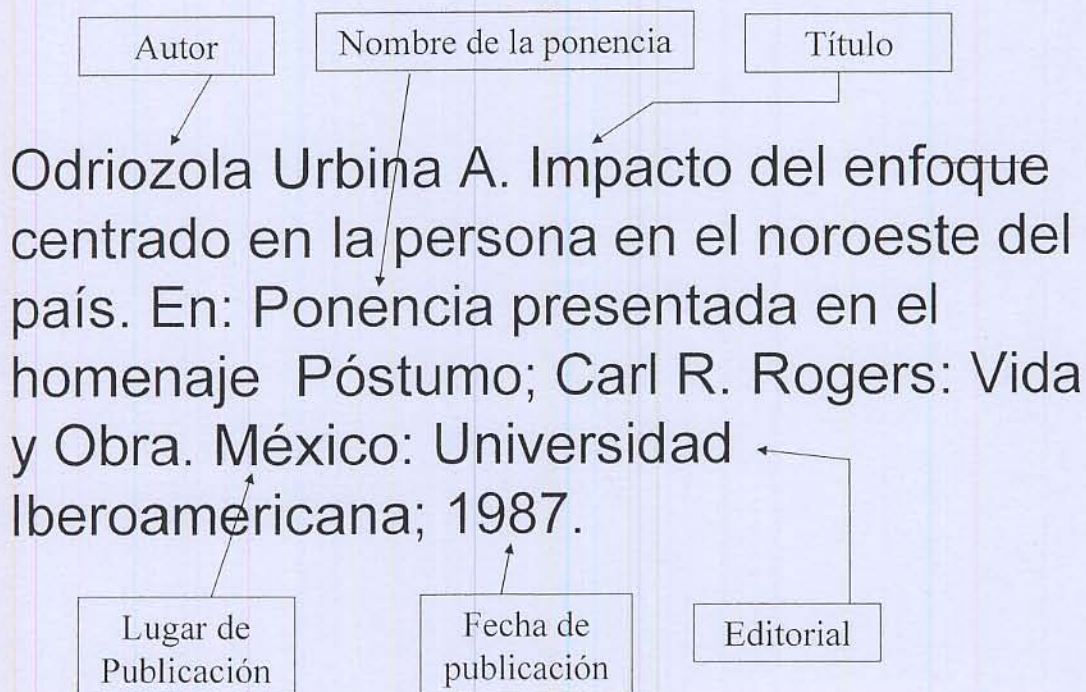 Autor
Nombre de la ponencia
Título
Odriozola Urbina A. Impacto del enfoque
centrado en la persona en el noroeste del
país. En: Ponencia presentada en el
homenaje Póstumo; Carl R. Rogers: Vida
y Obra. México: Universidad
Iberoamericana; 1987.
Lugar de
Publicación
Fecha de
publicación
Editorial